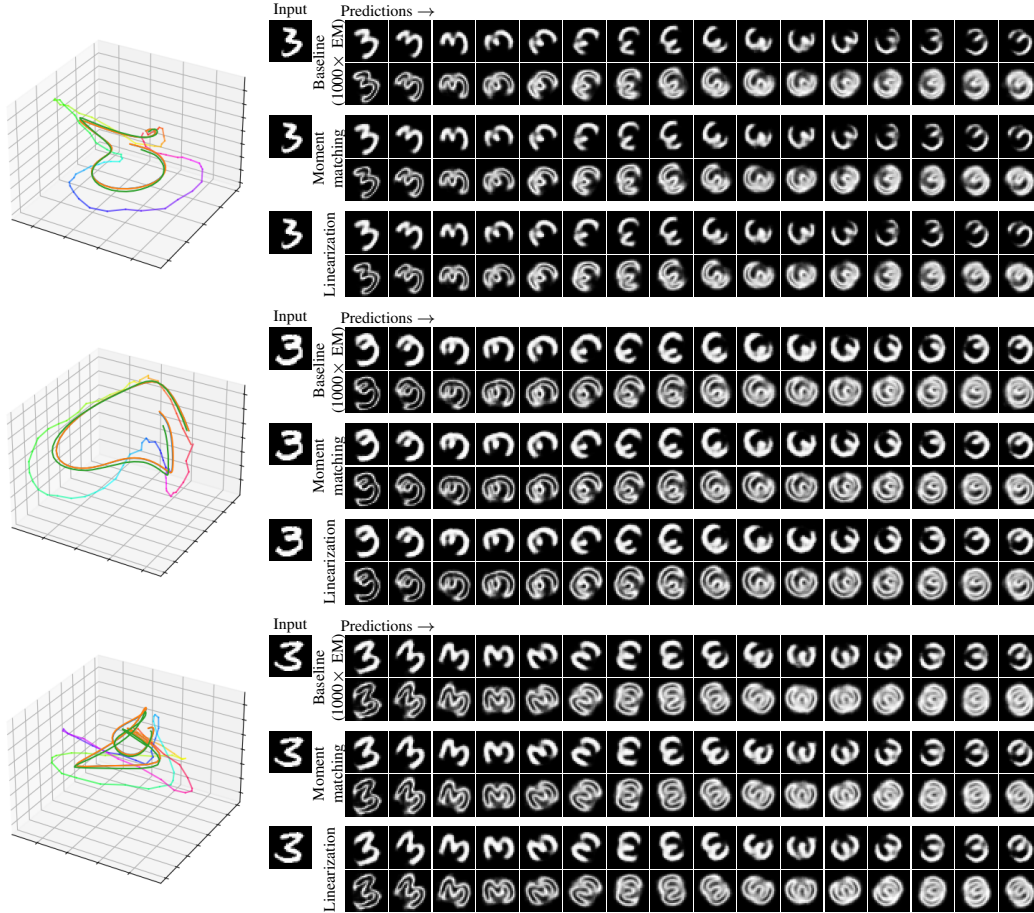 Input Predictions →
Baseline
(1000× EM)
Moment
matching
Linearization
Input Predictions →
Baseline
(1000× EM)
Moment
matching
Linearization
Input Predictions →
Baseline
(1000× EM)
Moment
matching
Linearization